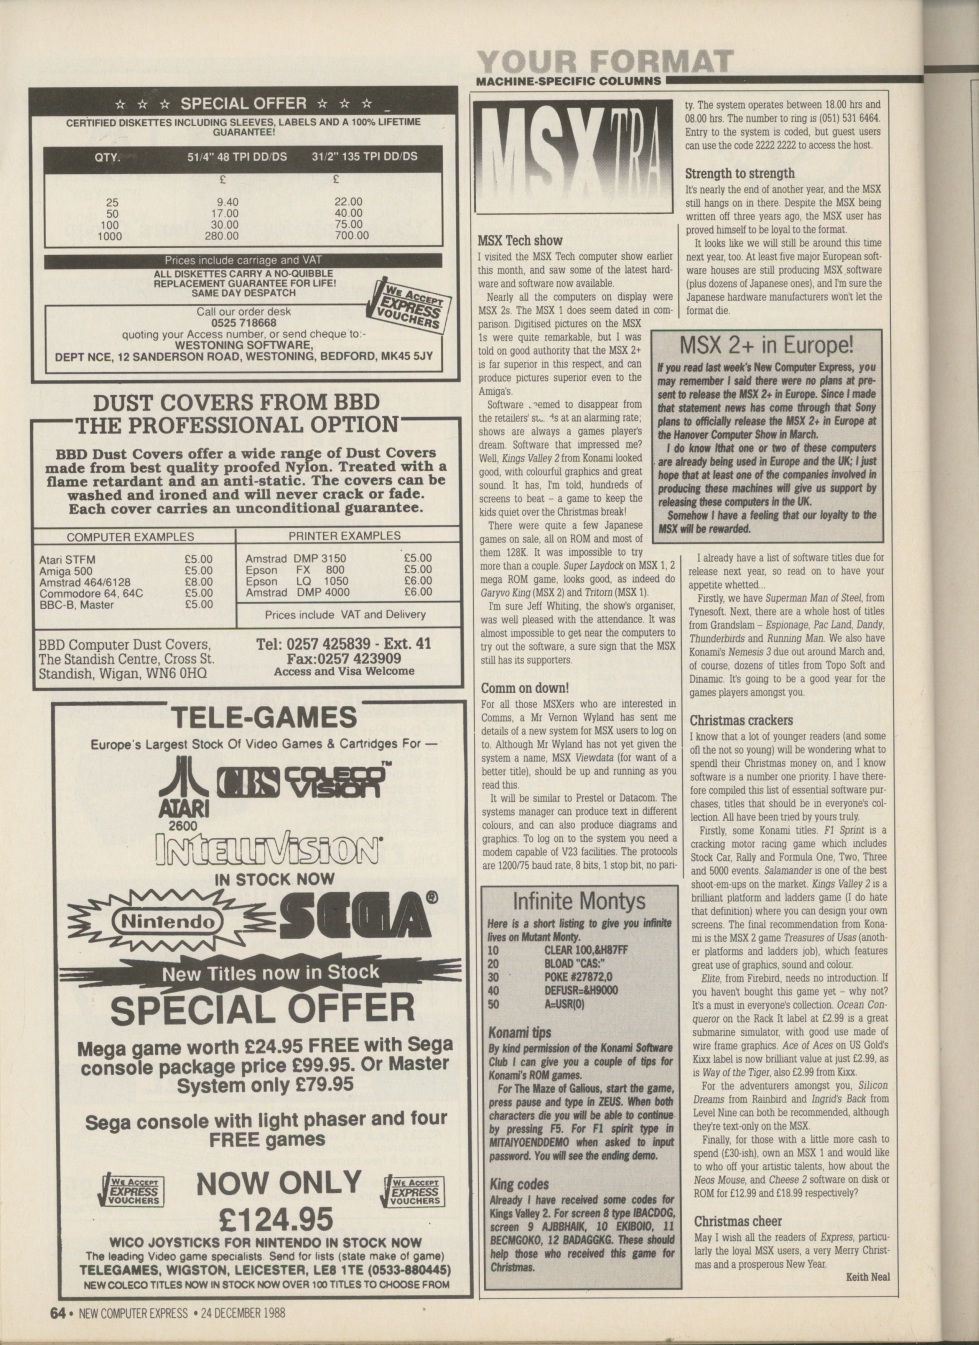 YOUR FORMAT
MACHINE-SPECIFIC COLUMNS
☆ ☆ ☆ SPECIAL OFFER ☆ ☆ ☆
CERTIFIED DISKETTES INCLUDING SLEEVES, LABELS AND A 100% LIFETIME
GUARANTEE!
QTY. 51/4" 48 TPI DD/DS 31/2" 135 TPI DD/DS
£ £
25 9.40 22.00
50 17.00 40.00
100 30.00 75.00
1000 280.00 700.00
Prices include carriage and VAT
ALL DISKETTES CARRY A NO-QUIBBLE
REPLACEMENT GUARANTEE FOR LIFE!
SAME DAY DESPATCH
WE ACCEPT
EXPRESS
VOUCHERS
Call our order desk
0525 718668
quoting your Access number, or send cheque to:-
WESTONING SOFTWARE,
DEPT NCE, 12 SANDERSON ROAD, WESTONING, BEDFORD, MK45 5JY
DUST COVERS FROM BBD
THE PROFESSIONAL OPTION
BBD Dust Covers offer a wide range of Dust Covers
made from best quality proofed Nylon. Treated with a
flame retardant and an anti-static. The covers can be
washed and ironed and will never crack or fade.
Each cover carries an unconditional guarantee.
COMPUTER EXAMPLES
Atari STFM £5.00
Amiga 500 £5.00
Amstrad 464/6128 £8.00
Commodore 64, 64C £5.00
BBC-B, Master £5.00
PRINTER EXAMPLES
Amstrad DMP 3150 £5.00
Epson FX 800 £5.00
Epson LQ 1050 £6.00
Amstrad DMP 4000 £6.00
Prices include VAT and Delivery
BBD Computer Dust Covers,
The Standish Centre, Cross St.
Standish, Wigan, WN6 0HQ
Tel: 0257 425839 - Ext. 41
Fax:0257 423909
Access and Visa Welcome
TELE-GAMES
Europe's Largest Stock Of Video Games & Cartridges For —
ATARI
2600
CBS COLECO VISION™
INTELLIVISION
IN STOCK NOW
Nintendo
SEGA®
New Titles now in Stock
SPECIAL OFFER
Mega game worth £24.95 FREE with Sega
console package price £99.95. Or Master
System only £79.95
Sega console with light phaser and four
FREE games
WE ACCEPT
EXPRESS
VOUCHERS
NOW ONLY
£124.95
WE ACCEPT
EXPRESS
VOUCHERS
WICO JOYSTICKS FOR NINTENDO IN STOCK NOW
The leading Video game specialists. Send for lists (state make of game)
TELEGAMES, WIGSTON, LEICESTER, LE8 1TE (0533-880445)
NEW COLECO TITLES NOW IN STOCK NOW OVER 100 TITLES TO CHOOSE FROM
MSXTRA
MSX Tech show
I visited the MSX Tech computer show earlier
this month, and saw some of the latest hard-
ware and software now available.
Nearly all the computers on display were
MSX 2s. The MSX 1 does seem dated in com-
parison. Digitised pictures on the MSX
1s were quite remarkable, but I was
told on good authority that the MSX 2+
is far superior in this respect, and can
produce pictures superior even to the
Amiga's.
Software to disappear from
the retailers' at an alarming rate;
shows are always a games player's
dream. Software that impressed me?
Well, Kings Valley 2 from Konami looked
good, with colourful graphics and great
sound. It has, I'm told, hundreds of
screens to beat – a game to keep the
kids quiet over the Christmas break!
There were quite a few Japanese
games on sale, all on ROM and most of
them 128K. It was impossible to try
more than a couple. Super Laydock on MSX 1, 2
mega ROM game, looks good, as indeed do
Garyvo King (MSX 2) and Tritorn (MSX 1).
I'm sure Jeff Whiting, the show's organiser,
was well pleased with the attendance. It was
almost impossible to get near the computers to
try out the software, a sure sign that the MSX
still has its supporters.
Comm on down!
For all those MSXers who are interested in
Comms, a Mr Vernon Wyland has sent me
details of a new system for MSX users to log on
to. Although Mr Wyland has not yet given the
system a name, MSX Viewdata (for want of a
better title), should be up and running as you
read this.
It will be similar to Prestel or Datacom. The
systems manager can produce text in different
colours, and can also produce diagrams and
graphics. To log on to the system you need a
modem capable of V23 facilities. The protocols
are 1200/75 baud rate, 8 bits, 1 stop bit, no pari-
Infinite Montys
Here is a short listing to give you infinite
lives on Mutant Monty.
10 CLEAR 100,&H87FF
20 BLOAD "CAS:"
30 POKE #27872,0
40 DEFUSR=&H9000
50 A=USR(0)
Konami tips
By kind permission of the Konami Software
Club I can give you a couple of tips for
Konami's ROM games.
For The Maze of Galious, start the game,
press pause and type in ZEUS. When both
characters die you will be able to continue
by pressing F5. For F1 spirit type in
MITAIYOENDDEMO when asked to input
password. You will see the ending demo.
King codes
Already I have received some codes for
Kings Valley 2. For screen 8 type IBACDOG,
screen 9 AJBBHAIK, 10 EKIBOIO, 11
BECMGOKO, 12 BADAGGKG. These should
help those who received this game for
Christmas.
ty. The system operates between 18.00 hrs and
08.00 hrs. The number to ring is (051) 531 6464.
Entry to the system is coded, but guest users
can use the code 2222 2222 to access the host.
Strength to strength
It's nearly the end of another year, and the MSX
still hangs on in there. Despite the MSX being
written off three years ago, the MSX user has
proved himself to be loyal to the format.
It looks like we will still be around this time
next year, too. At least five major European soft-
ware houses are still producing MSX software
(plus dozens of Japanese ones), and I'm sure the
Japanese hardware manufacturers won't let the
format die.
MSX 2+ in Europe!
If you read last week's New Computer Express, you
may remember I said there were no plans at pre-
sent to release the MSX 2+ in Europe. Since I made
that statement news has come through that Sony
plans to officially release the MSX 2+ in Europe at
the Hanover Computer Show in March.
I do know lthat one or two of these computers
are already being used in Europe and the UK; I just
hope that at least one of the companies involved in
producing these machines will give us support by
releasing these computers in the UK.
Somehow I have a feeling that our loyalty to the
MSX will be rewarded.
I already have a list of software titles due for
release next year, so read on to have your
appetite whetted...
Firstly, we have Superman Man of Steel, from
Tynesoft. Next, there are a whole host of titles
from Grandslam – Espionage, Pac Land, Dandy,
Thunderbirds and Running Man. We also have
Konami's Nemesis 3 due out around March and,
of course, dozens of titles from Topo Soft and
Dinamic. It's going to be a good year for the
games players amongst you.
Christmas crackers
I know that a lot of younger readers (and some
ofl the not so young) will be wondering what to
spendl their Christmas money on, and I know
software is a number one priority. I have there-
fore compiled this list of essential software pur-
chases, titles that should be in everyone's col-
lection. All have been tried by yours truly.
Firstly, some Konami titles. F1 Sprint is a
cracking motor racing game which includes
Stock Car, Rally and Formula One, Two, Three
and 5000 events. Salamander is one of the best
shoot-em-ups on the market. Kings Valley 2 is a
brilliant platform and ladders game (I do hate
that definition) where you can design your own
screens. The final recommendation from Kona-
mi is the MSX 2 game Treasures of Usas (anoth-
er platforms and ladders job), which features
great use of graphics, sound and colour.
Elite, from Firebird, needs no introduction. If
you haven't bought this game yet – why not?
It's a must in everyone's collection. Ocean Con-
queror on the Rack It label at £2.99 is a great
submarine simulator, with good use made of
wire frame graphics. Ace of Aces on US Gold's
Kixx label is now brilliant value at just £2.99, as
is Way of the Tiger, also £2.99 from Kixx.
For the adventurers amongst you, Silicon
Dreams from Rainbird and Ingrid's Back from
Level Nine can both be recommended, although
they're text-only on the MSX.
Finally, for those with a little more cash to
spend (£30-ish), own an MSX 1 and would like
to who off your artistic talents, how about the
Neos Mouse, and Cheese 2 software on disk or
ROM for £12.99 and £18.99 respectively?
Christmas cheer
May I wish all the readers of Express, particu-
larly the loyal MSX users, a very Merry Christ-
mas and a prosperous New Year.
Keith Neal
64 • NEW COMPUTER EXPRESS • 24 DECEMBER 1988